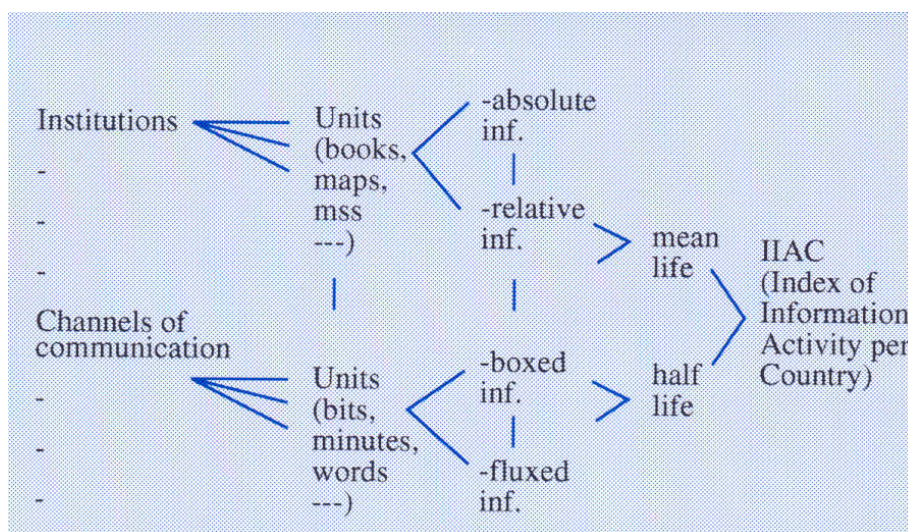 Institutions
-
-
-
Channels of
communication
-
-
-
Units
(books,
maps,
mss
---)
Units
(bits,
minutes,
words
---)
-absolute
inf.
-relative
inf.
-boxed
inf.
-fluxed
inf.
mean
life
half
life
IIAC
(Index of
Information
Activity per
Country)